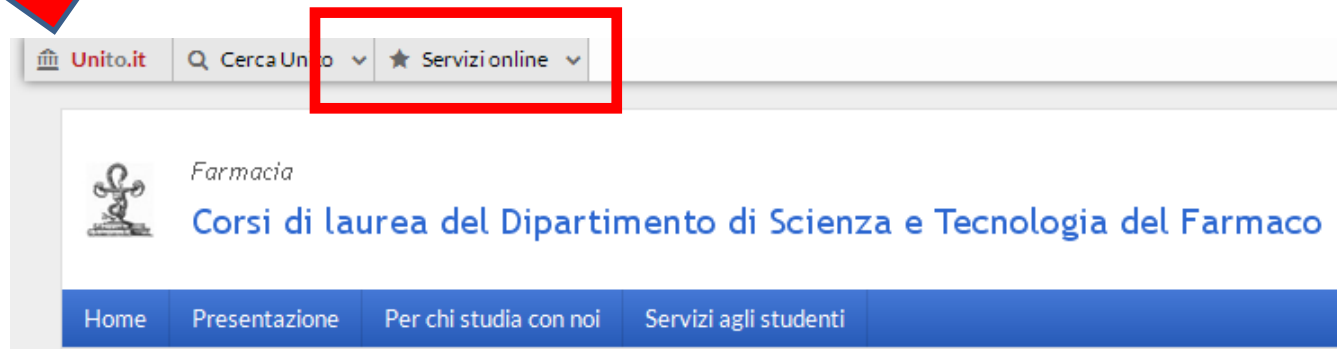 Unito.it Cerca Unito Servizi online
Farmacia
Corsi di laurea del Dipartimento di Scienza e Tecnologia del Farmaco
Home Presentazione Per chi studia con noi Servizi agli studenti